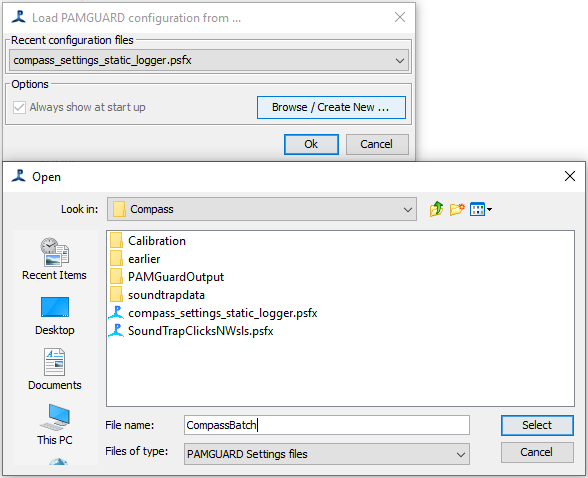 Load PAMGUARD configuration from ...
Recent configuration files
compass_settings_static_logger.psfx
Options
Always show at start up
Browse / Create New ...
Ok
Cancel
Open
Look in:
Compass
Recent Items
Desktop
Documents
This PC
Calibration
earlier
PAMGuardOutput
soundtrapdata
compass_settings_static_logger.psfx
SoundTrapClicksNWsls.psfx
File name:
CompassBatch
Select
Files of type:
PAMGUARD Settings files
Cancel